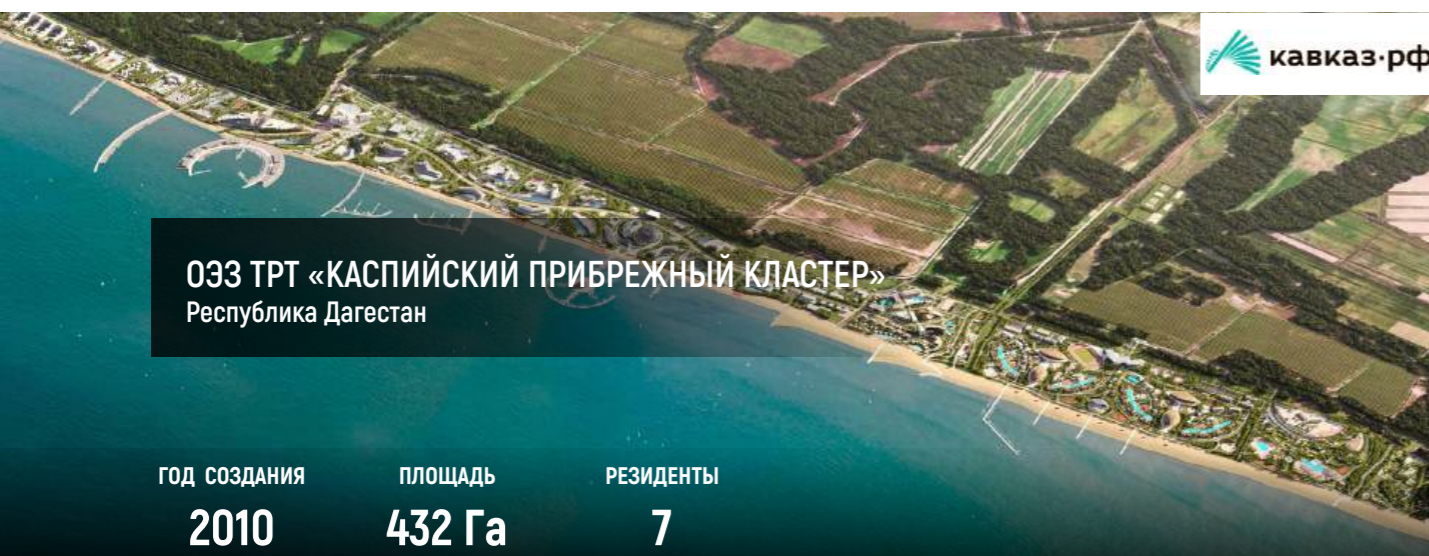 кавказ·рф
ОЭЗ ТРТ «КАСПИЙСКИЙ ПРИБРЕЖНЫЙ КЛАСТЕР»
Республика Дагестан
ГОД СОЗДАНИЯ ПЛОЩАДЬ РЕЗИДЕНТЫ
2010 432 Га 7